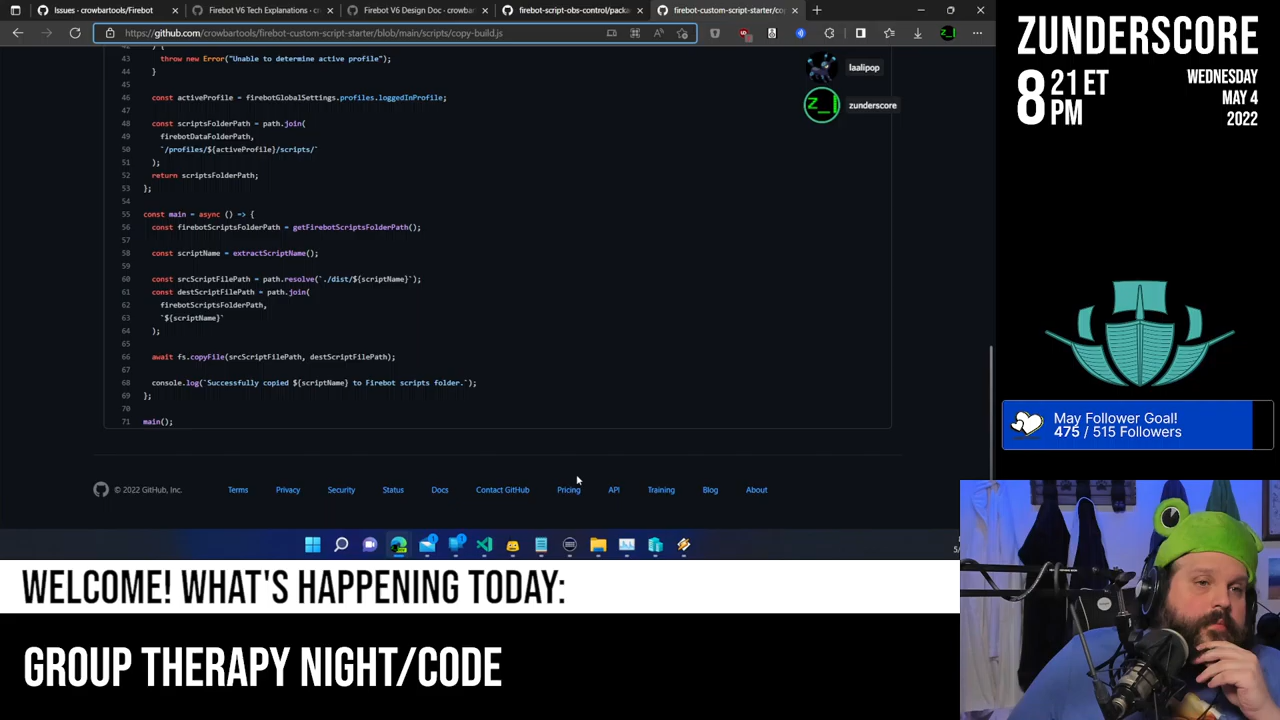 Issues · crowbartools/Firebot
Firebot V6 Tech Explanations · cr
Firebot V6 Design Doc · crowbart
firebot-script-obs-control/packa
firebot-custom-script-starter/cop
https://github.com/crowbartools/firebot-custom-script-starter/blob/main/scripts/copy-build.js
42 ) {
43 throw new Error("Unable to determine active profile");
44 }
45
46 const activeProfile = firebotGlobalSettings.profiles.loggedInProfile;
47
48 const scriptsFolderPath = path.join(
49 firebotDataFolderPath,
50 `/profiles/${activeProfile}/scripts/`
51 );
52 return scriptsFolderPath;
53 };
54
55 const main = async () => {
56 const firebotScriptsFolderPath = getFirebotScriptsFolderPath();
57
58 const scriptName = extractScriptName();
59
60 const srcScriptFilePath = path.resolve(`./dist/${scriptName}`);
61 const destScriptFilePath = path.join(
62 firebotScriptsFolderPath,
63 `${scriptName}`
64 );
65
66 await fs.copyFile(srcScriptFilePath, destScriptFilePath);
67
68 console.log(`Successfully copied ${scriptName} to Firebot scripts folder.`);
69 };
70
71 main();
laalipop
zunderscore
© 2022 GitHub, Inc. Terms Privacy Security Status Docs Contact GitHub Pricing API Training Blog About
ZUNDERSCORE
8 21 ET PM
WEDNESDAY
MAY 4
2022
May Follower Goal!
475 / 515 Followers
WELCOME! WHAT'S HAPPENING TODAY:
GROUP THERAPY NIGHT/CODE